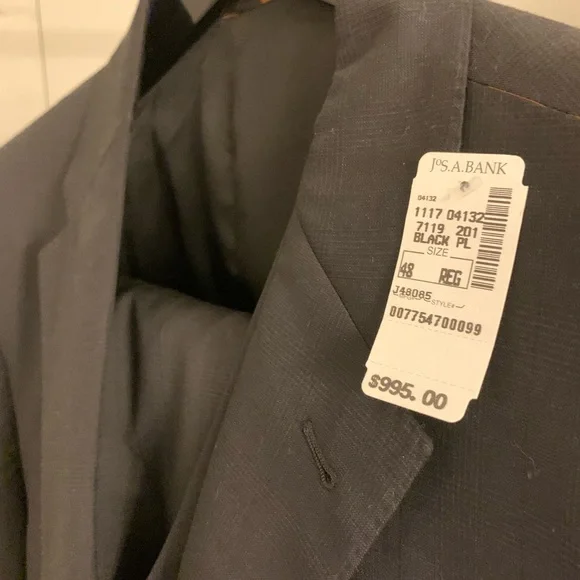 JoS.A.BANK
04132
1117 04132
7119 201
BLACK PL
SIZE
48 REG
J48085 STYLE#
007754700099
$995.00